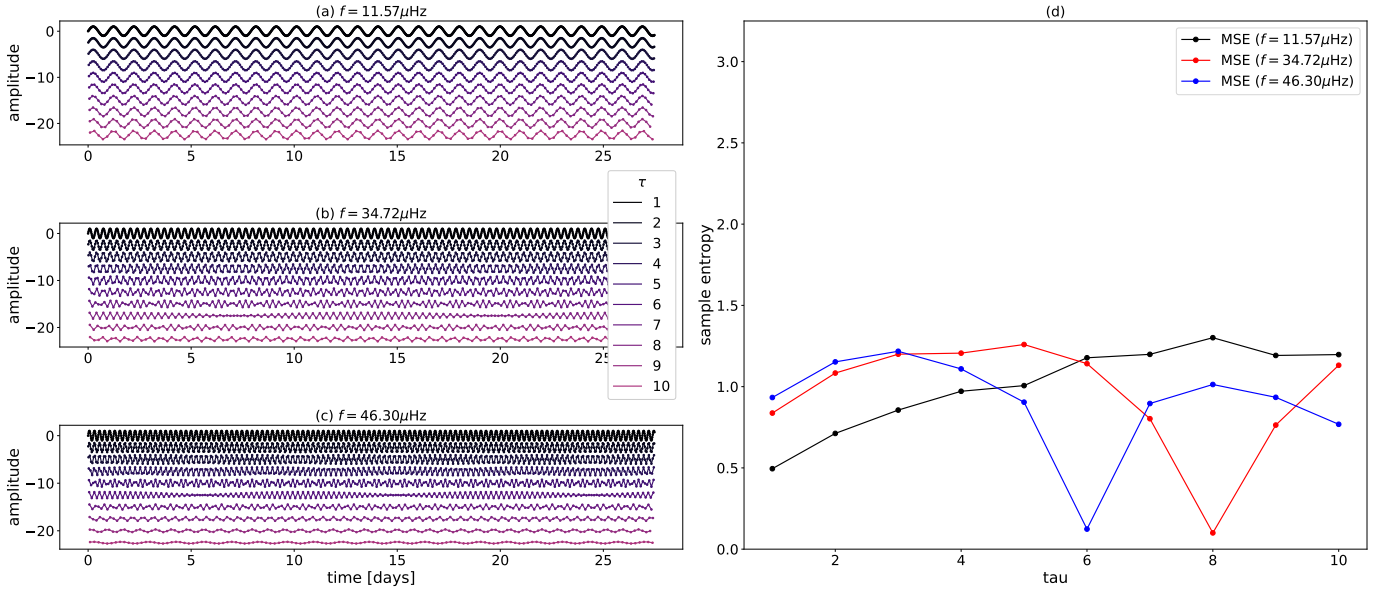 (a) f = 11.57μHz
amplitude
0
−10
−20
0 5 10 15 20 25
(b) f = 34.72μHz
amplitude
0
−10
−20
0 5 10 15 20 25
τ
1
2
3
4
5
6
7
8
9
10
(c) f = 46.30μHz
amplitude
0
−10
−20
0 5 10 15 20 25
time [days]
(d)
sample entropy
3.0
2.5
2.0
1.5
1.0
0.5
0.0
2 4 6 8 10
tau
MSE (f = 11.57μHz)
MSE (f = 34.72μHz)
MSE (f = 46.30μHz)